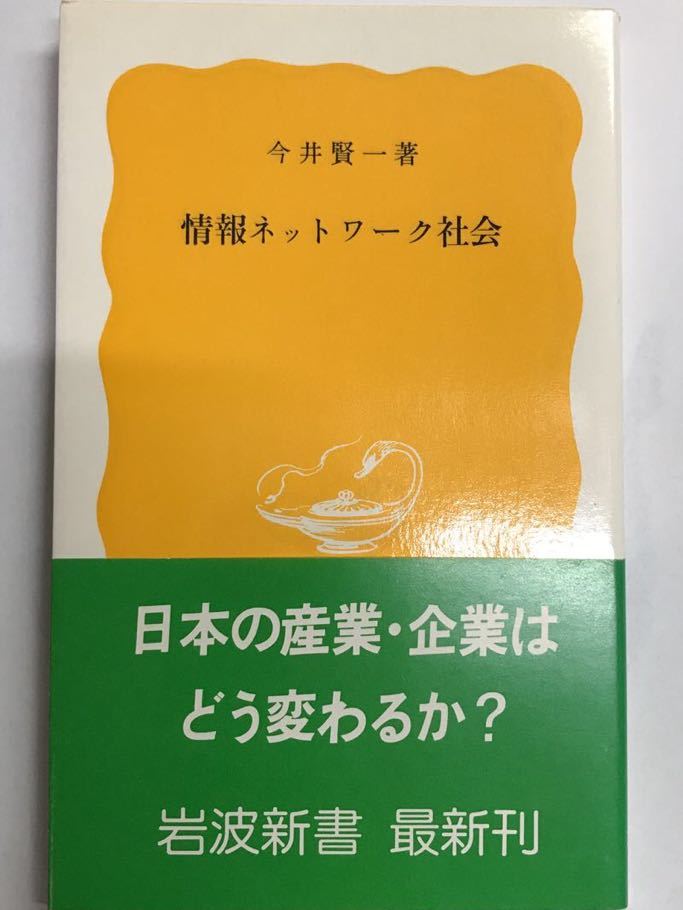 今井賢一著
情報ネットワーク社会
日本の産業・企業は
どう変わるか?
岩波新書 最新刊